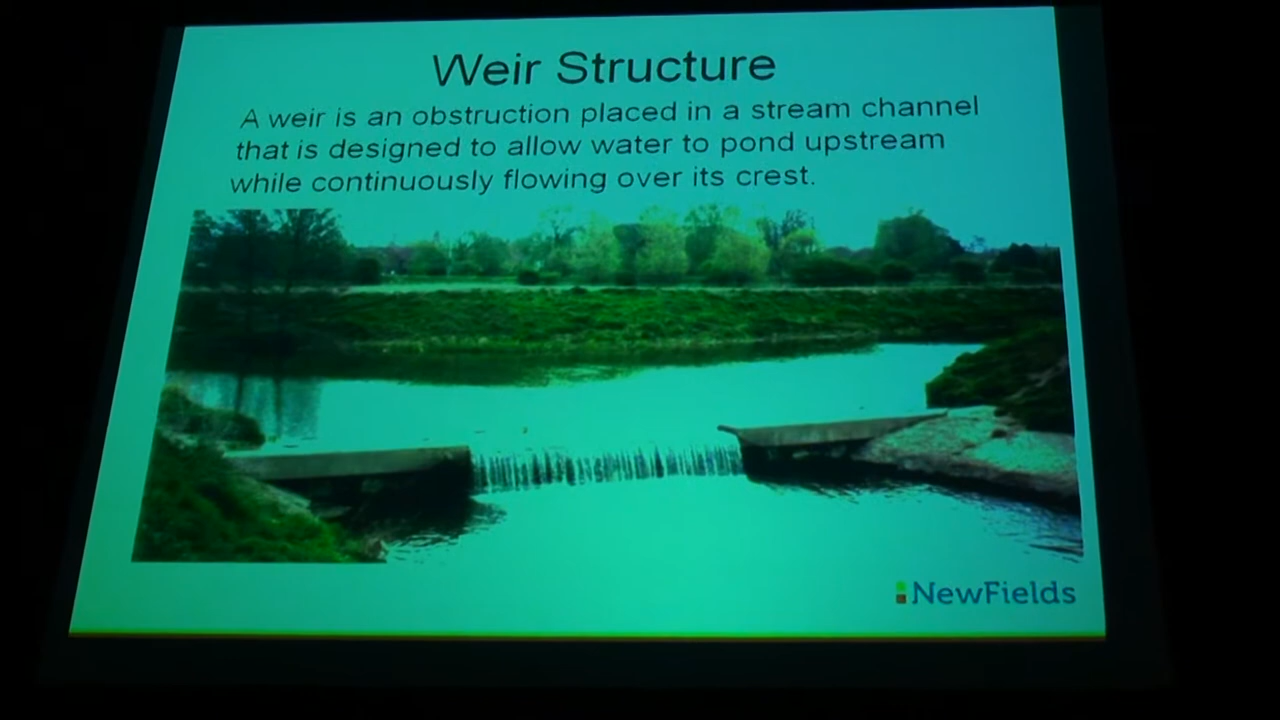 Weir Structure
A weir is an obstruction placed in a stream channel
that is designed to allow water to pond upstream
while continuously flowing over its crest.
NewFields